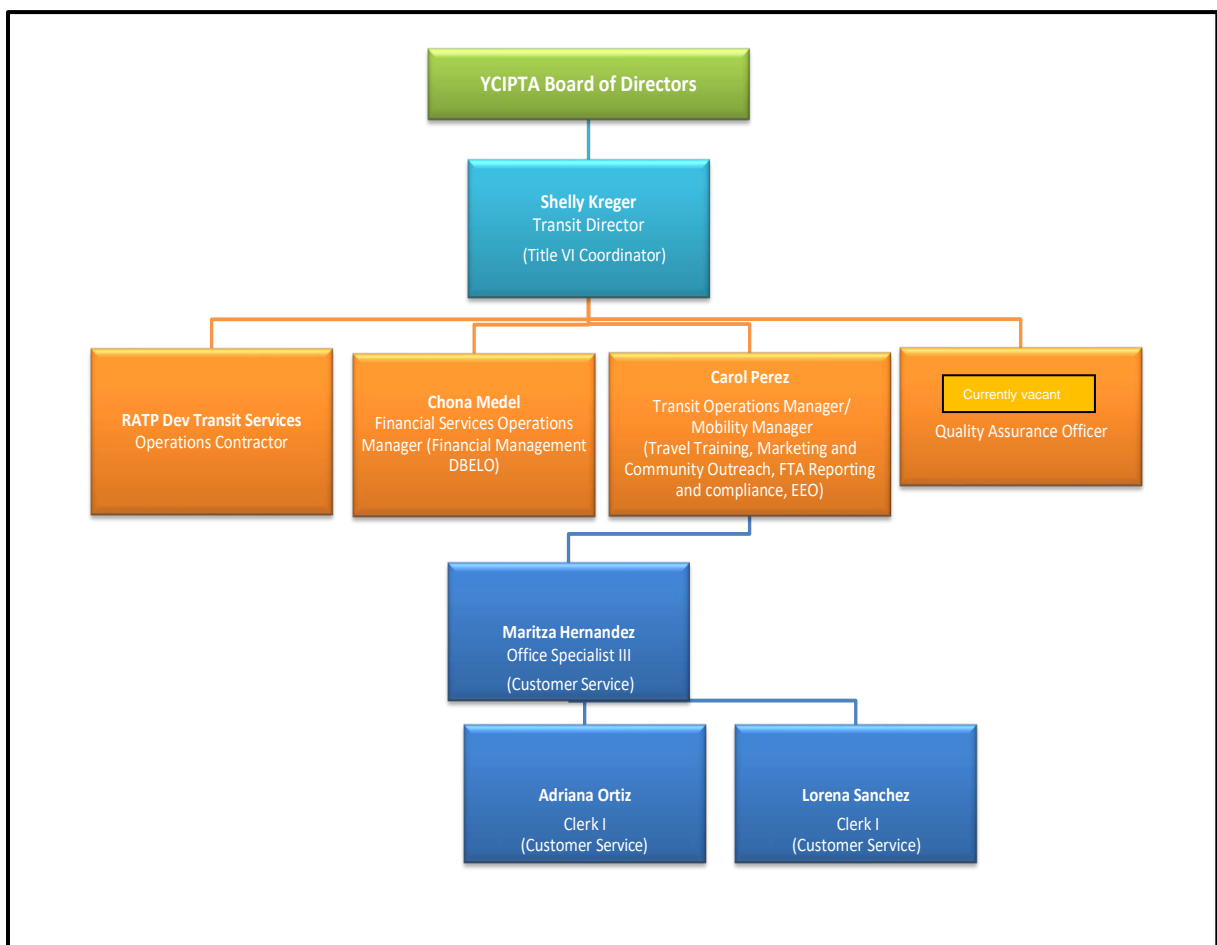 YCIPTA Board of Directors
Shelly Kreger
Transit Director
(Title VI Coordinator)
RATP Dev Transit Services
Operations Contractor
Chona Medel
Financial Services Operations
Manager (Financial Management
DBELO)
Carol Perez
Transit Operations Manager/
Mobility Manager
(Travel Training, Marketing and
Community Outreach, FTA Reporting
and compliance, EEO)
Currently vacant
Quality Assurance Officer
Maritza Hernandez
Office Specialist III
(Customer Service)
Adriana Ortiz
Clerk I
(Customer Service)
Lorena Sanchez
Clerk I
(Customer Service)